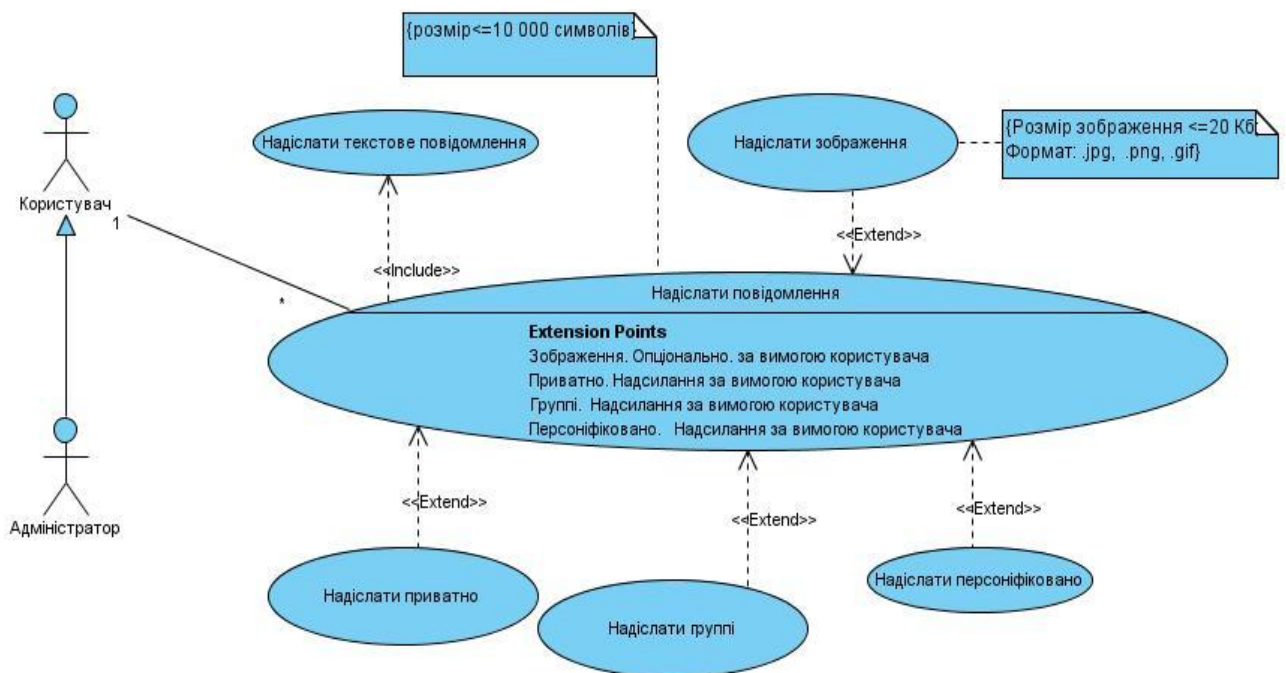 {розмір<=10 000 символів}
Надіслати текстове повідомлення
Надіслати зображення
{Розмір зображення <=20 Кб;
Формат: .jpg, .png, .gif}
Користувач
1
<<Extend>>
<<Include>>
*
Надіслати повідомлення
Extension Points
Зображення. Опціонально. за вимогою користувача
Приватно. Надсилання за вимогою користувача
Группі. Надсилання за вимогою користувача
Персоніфіковано. Надсилання за вимогою користувача
<<Extend>>
<<Extend>>
<<Extend>>
Адміністратор
Надіслати приватно
Надіслати группі
Надіслати персоніфіковано